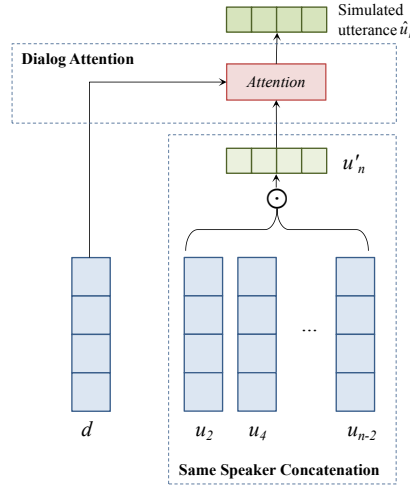 Simulated
utterance û
Dialog Attention
Attention
u'n
...
d
u2
u4
un-2
Same Speaker Concatenation